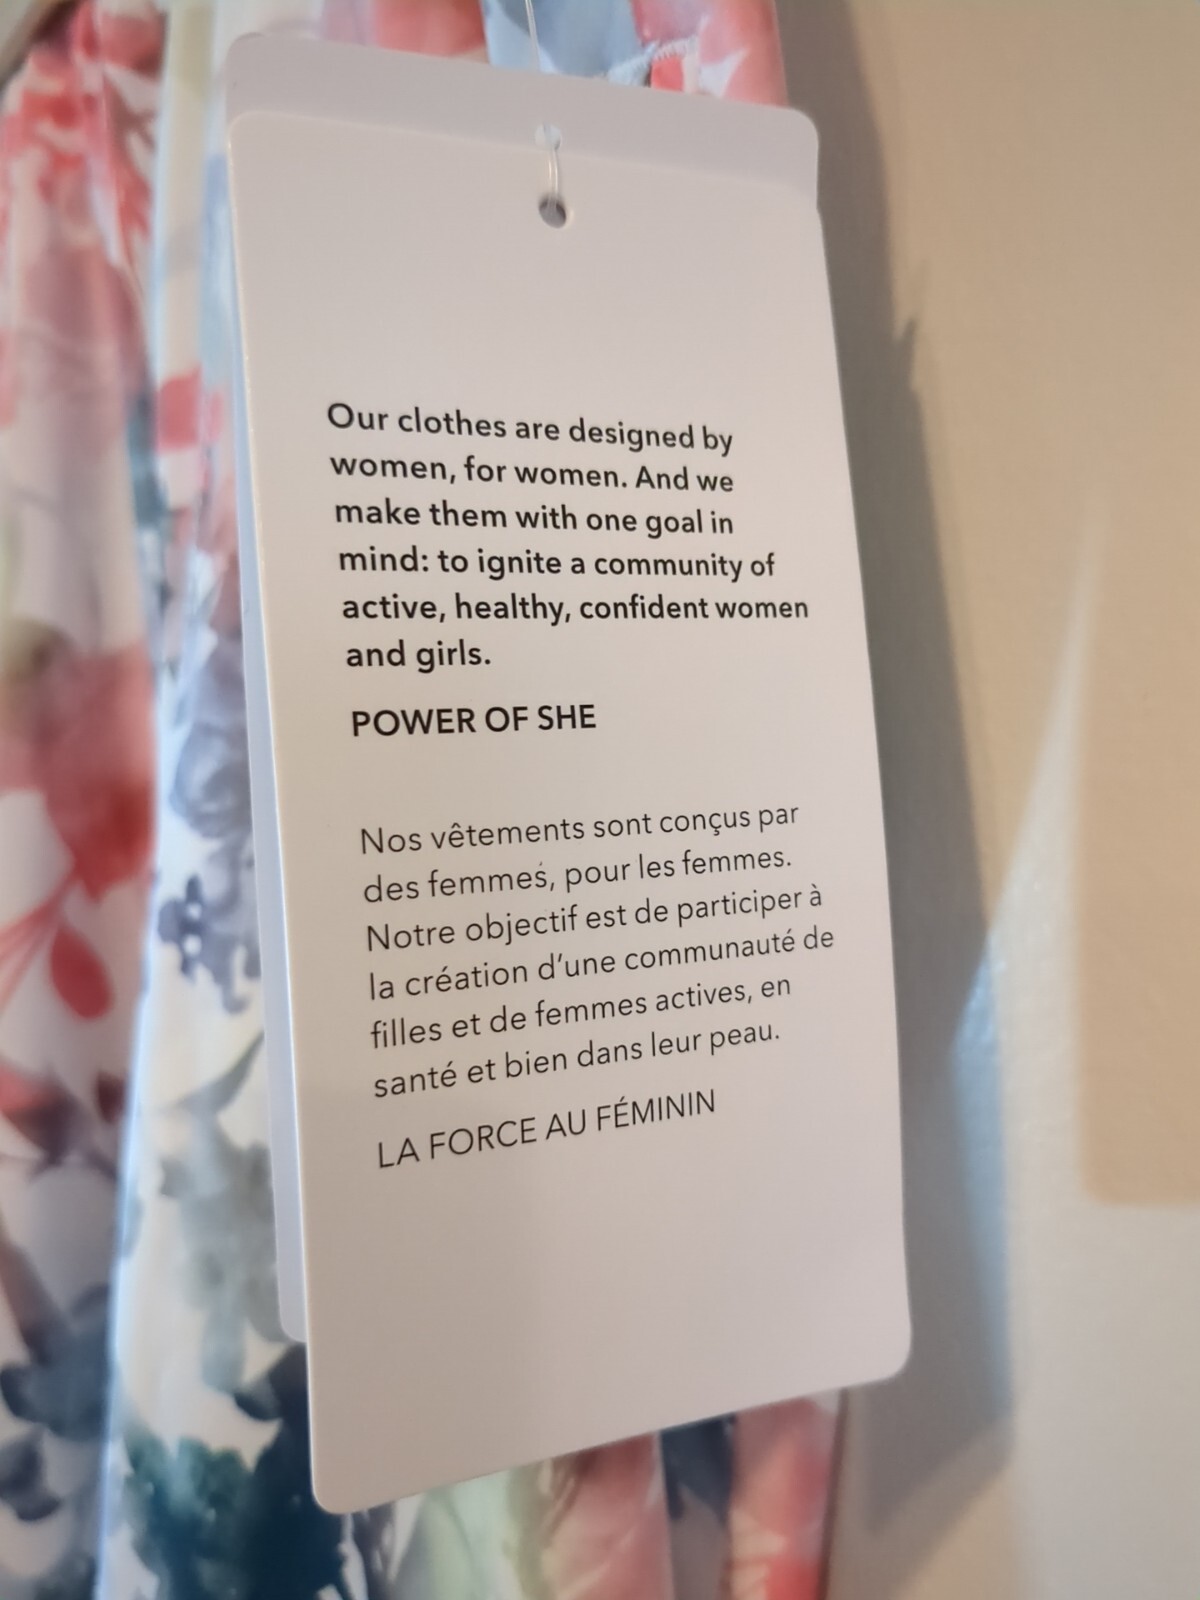 Our clothes are designed by
women, for women. And we
make them with one goal in
mind: to ignite a community of
active, healthy, confident women
and girls.
POWER OF SHE
Nos vêtements sont conçus par
des femmes, pour les femmes.
Notre objectif est de participer à
la création d'une communauté de
filles et de femmes actives, en
santé et bien dans leur peau.
LA FORCE AU FÉMININ